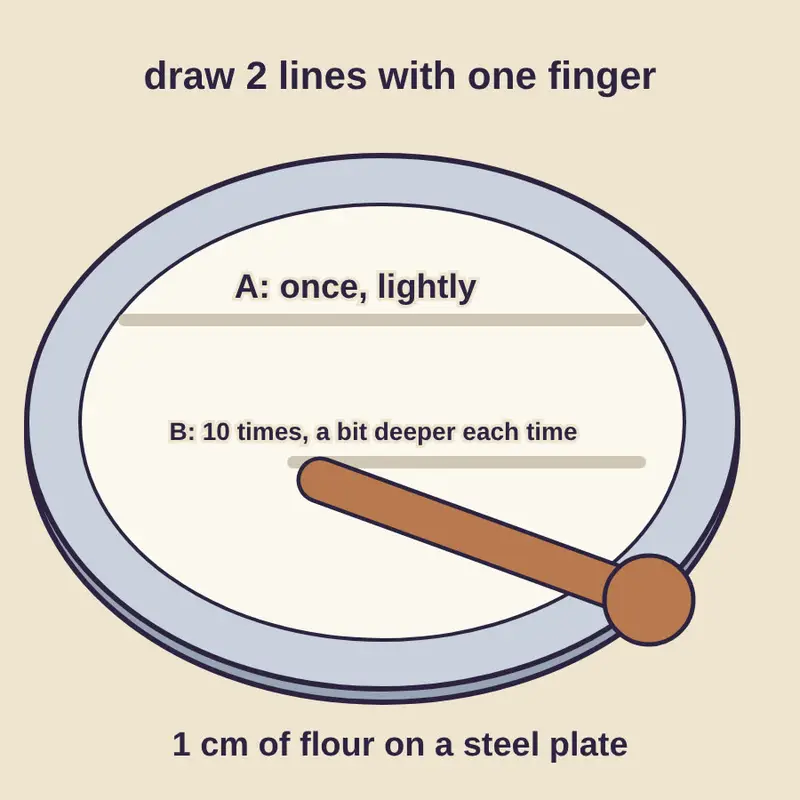 draw 2 lines with one finger
A: once, lightly
B: 10 times, a bit deeper each time
1 cm of flour on a steel plate